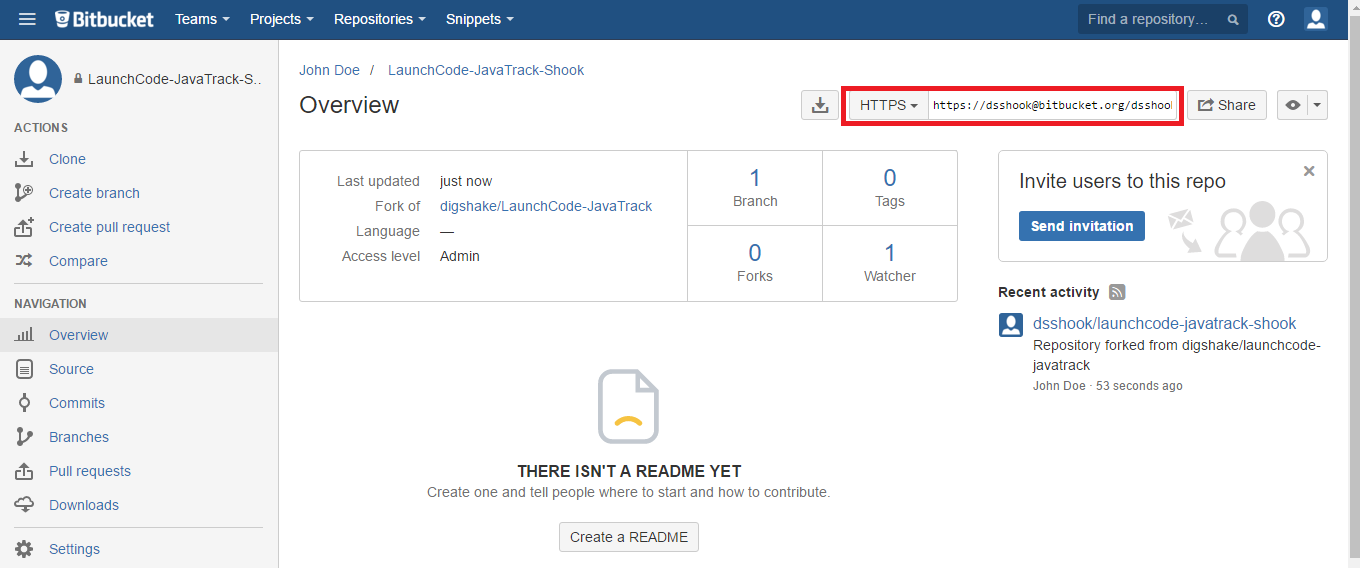 Bitbucket Teams Projects Repositories Snippets Find a repository...
LaunchCode-JavaTrack-S..
ACTIONS
Clone
Create branch
Create pull request
Compare
NAVIGATION
Overview
Source
Commits
Branches
Pull requests
Downloads
Settings
John Doe / LaunchCode-JavaTrack-Shook
Overview
HTTPS https://dsshook@bitbucket.org/dsshoo Share
Last updated just now
Fork of digshake/LaunchCode-JavaTrack
Language —
Access level Admin
1
Branch
0
Tags
0
Forks
1
Watcher
THERE ISN'T A README YET
Create one and tell people where to start and how to contribute.
Create a README
Invite users to this repo
Send invitation
Recent activity
dsshook/launchcode-javatrack-shook
Repository forked from digshake/launchcode-
javatrack
John Doe · 53 seconds ago